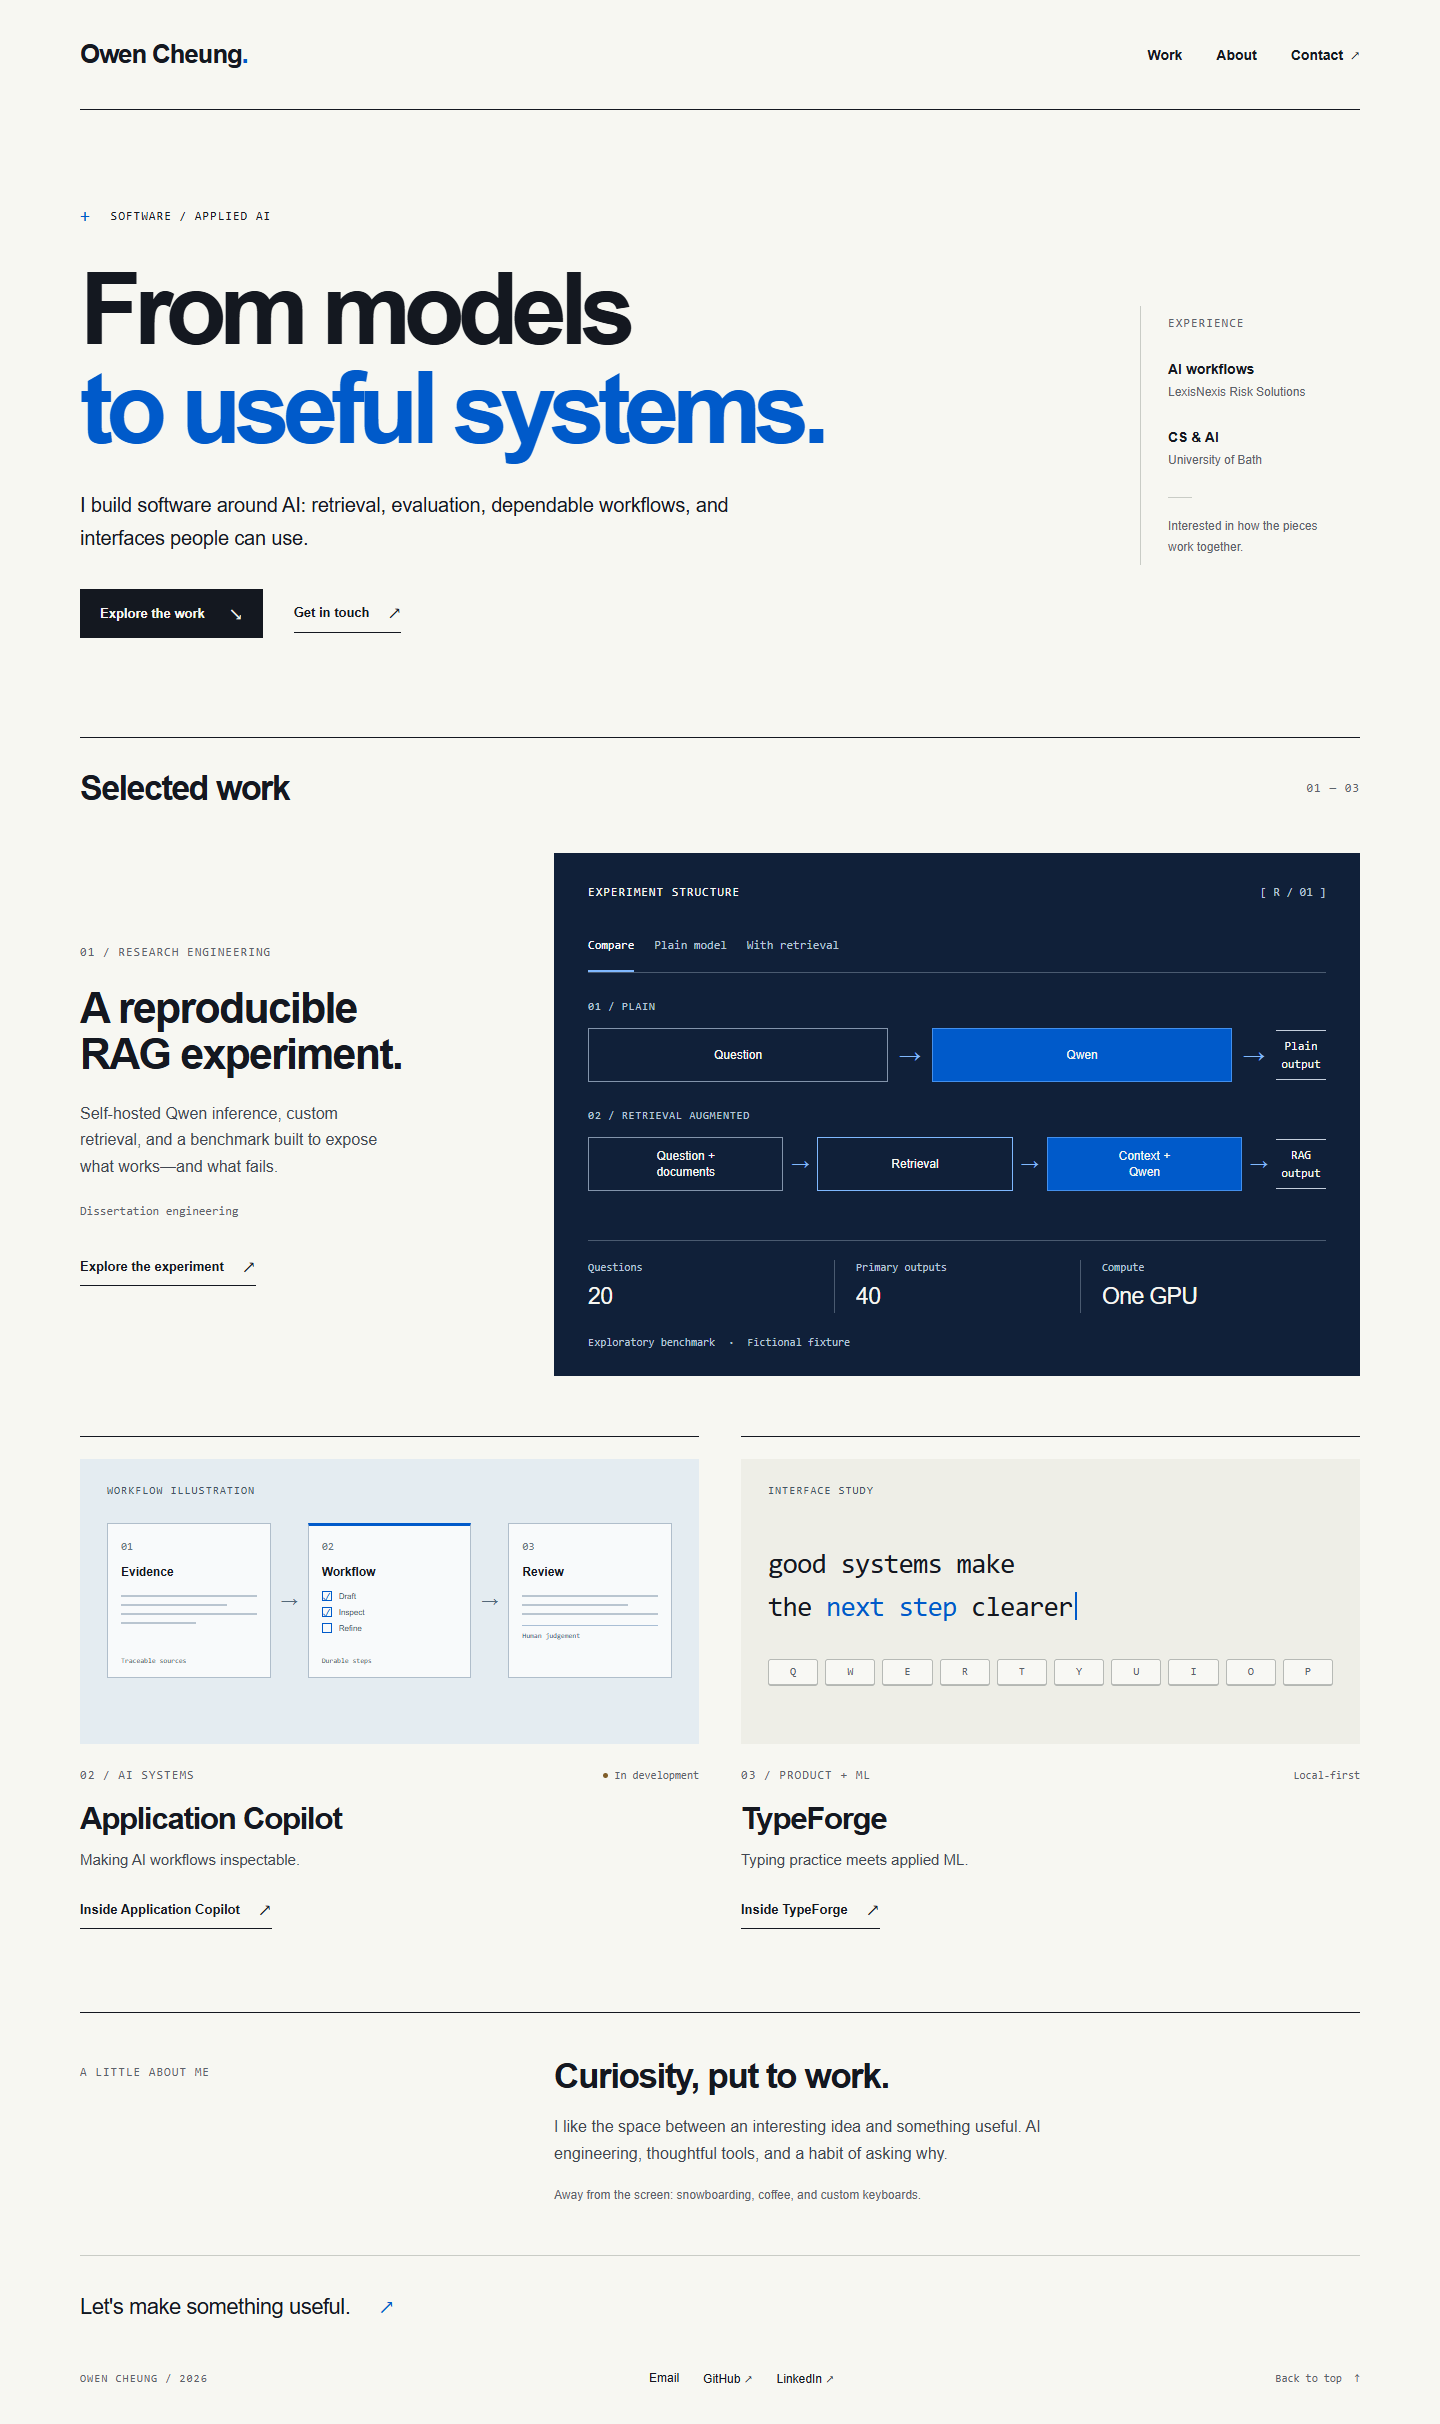 Owen Cheung.
Work About Contact ↗
+ SOFTWARE / APPLIED AI
From models
to useful systems.
I build software around AI: retrieval, evaluation, dependable workflows, and
interfaces people can use.
Explore the work ↘
Get in touch ↗
EXPERIENCE
AI workflows
LexisNexis Risk Solutions
CS & AI
University of Bath
Interested in how the pieces
work together.
Selected work
01 — 03
01 / RESEARCH ENGINEERING
A reproducible
RAG experiment.
Self-hosted Qwen inference, custom
retrieval, and a benchmark built to expose
what works—and what fails.
Dissertation engineering
Explore the experiment ↗
EXPERIMENT STRUCTURE
[ R / 01 ]
Compare Plain model With retrieval
01 / PLAIN
Question → Qwen → Plain
output
02 / RETRIEVAL AUGMENTED
Question +
documents
→ Retrieval →
Context +
Qwen
→ RAG
output
Questions
20
Primary outputs
40
Compute
One GPU
Exploratory benchmark · Fictional fixture
WORKFLOW ILLUSTRATION
01
Evidence
Traceable sources
→
02
Workflow
Draft
Inspect
Refine
Durable steps
→
03
Review
Human judgement
02 / AI SYSTEMS
In development
Application Copilot
Making AI workflows inspectable.
Inside Application Copilot ↗
INTERFACE STUDY
good systems make
the next step clearer
Q W E R T Y U I O P
03 / PRODUCT + ML
Local-first
TypeForge
Typing practice meets applied ML.
Inside TypeForge ↗
A LITTLE ABOUT ME
Curiosity, put to work.
I like the space between an interesting idea and something useful. AI
engineering, thoughtful tools, and a habit of asking why.
Away from the screen: snowboarding, coffee, and custom keyboards.
Let's make something useful. ↗
OWEN CHEUNG / 2026
Email GitHub ↗ LinkedIn ↗
Back to top ↑